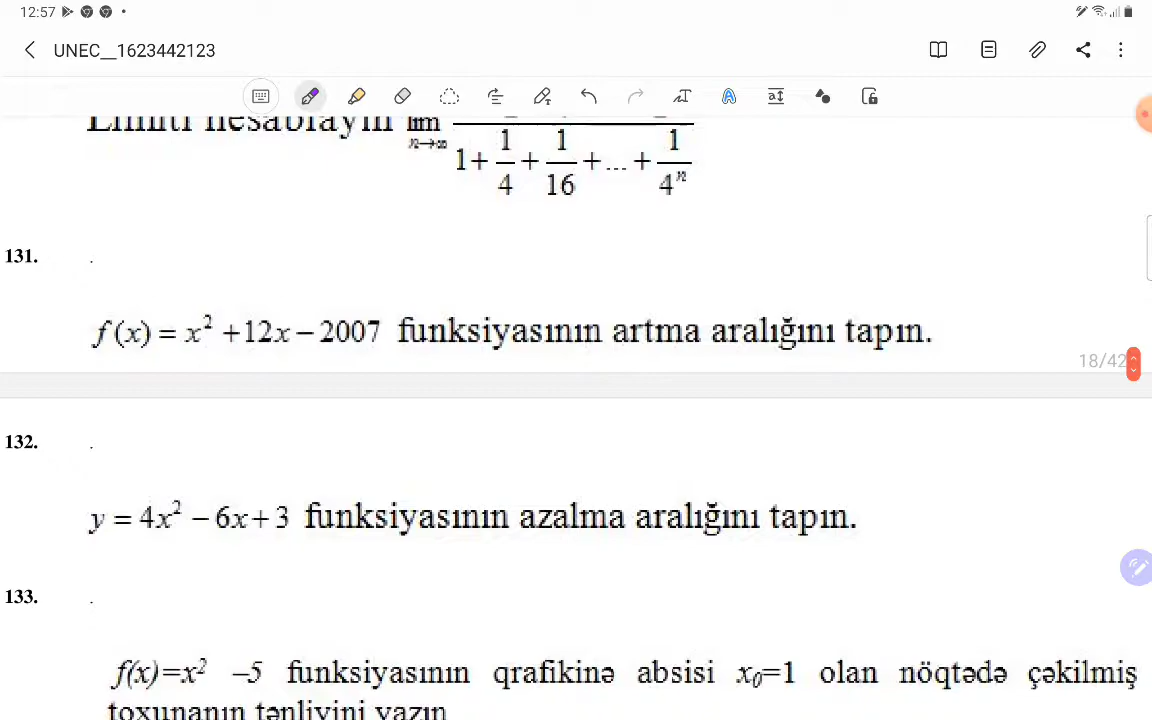 12:57
UNEC__1623442123
Limiti hesablayın lim n→∞
1+ 1/4 + 1/16 +...+ 1/4ⁿ
131.
f(x) = x² +12x − 2007 funksiyasının artma aralığını tapın.
18/42
132.
y = 4x² − 6x + 3 funksiyasının azalma aralığını tapın.
133.
f(x)=x² −5 funksiyasının qrafikinə absisi x₀=1 olan nöqtədə çəkilmiş
toxunanın tənliyini yazın